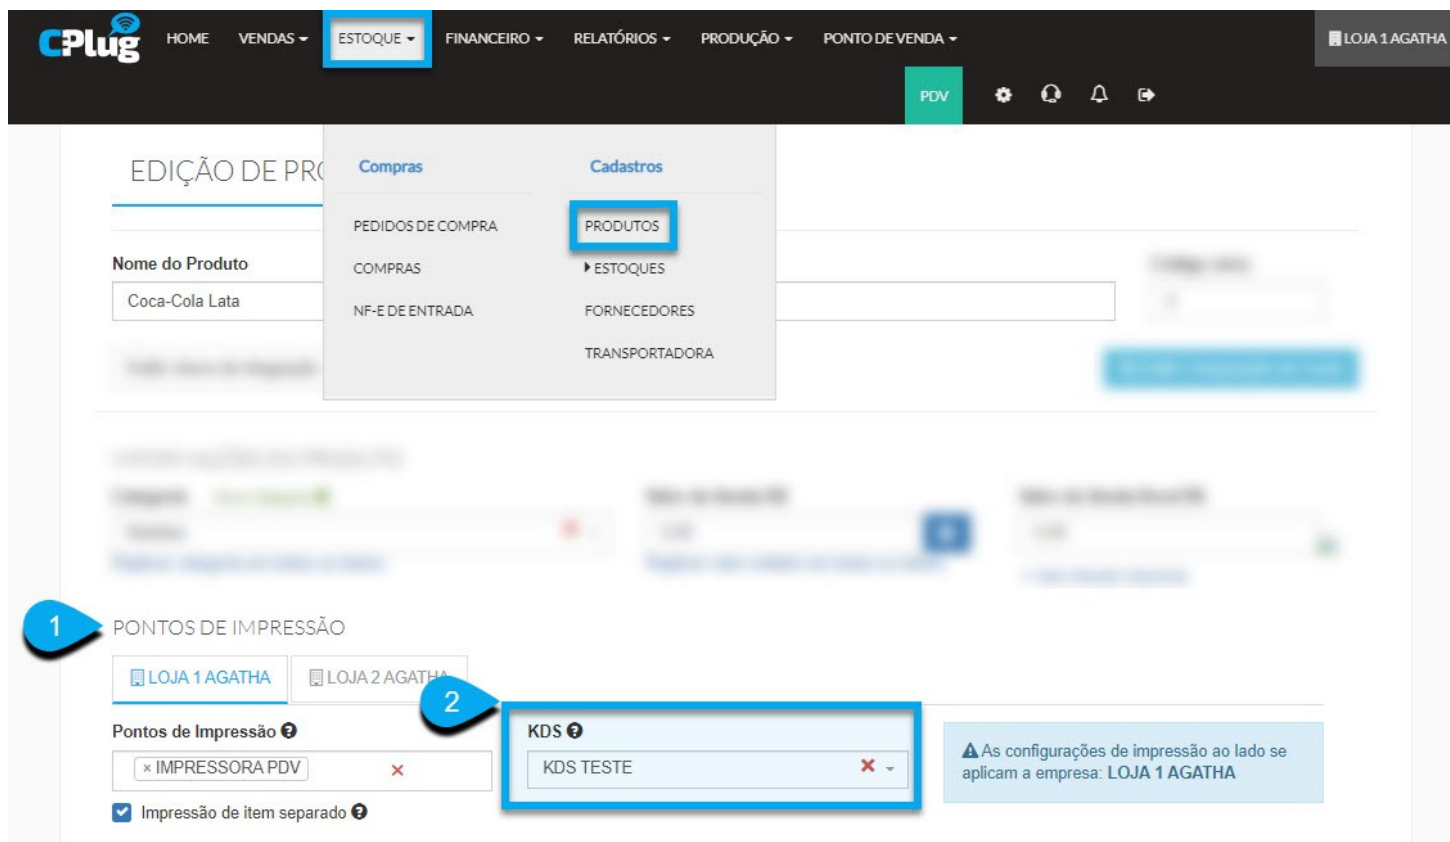 CPlug HOME VENDAS ESTOQUE FINANCEIRO RELATÓRIOS PRODUÇÃO PONTO DE VENDA LOJA 1 AGATHA
PDV
EDIÇÃO DE PRO
Compras Cadastros
PEDIDOS DE COMPRA PRODUTOS
Nome do Produto
COMPRAS ESTOQUES
Coca-Cola Lata
NF-E DE ENTRADA FORNECEDORES
TRANSPORTADORA
1 PONTOS DE IMPRESSÃO
LOJA 1 AGATHA LOJA 2 AGATHA
2
Pontos de Impressão KDS
× IMPRESSORA PDV KDS TESTE
As configurações de impressão ao lado se
aplicam a empresa: LOJA 1 AGATHA
Impressão de item separado